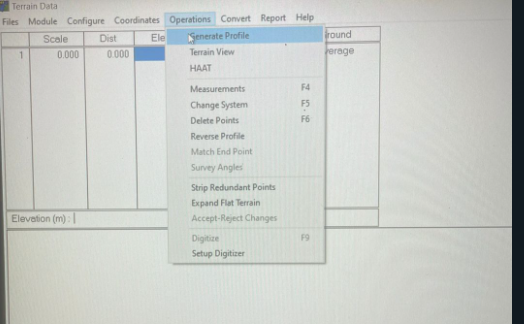 Terrain Data
Files Module Configure Coordinates Operations Convert Report Help
Scale Dist. Ele round
1 0.000 0.000 verage
Generate Profile
Terrain View
HAAT
Measurements F4
Change System F5
Delete Points F6
Reverse Profile
Match End Point
Survey Angles
Strip Redundant Points
Expand Flat Terrain
Accept-Reject Changes
Digitize F9
Setup Digitizer
Elevation (m) :